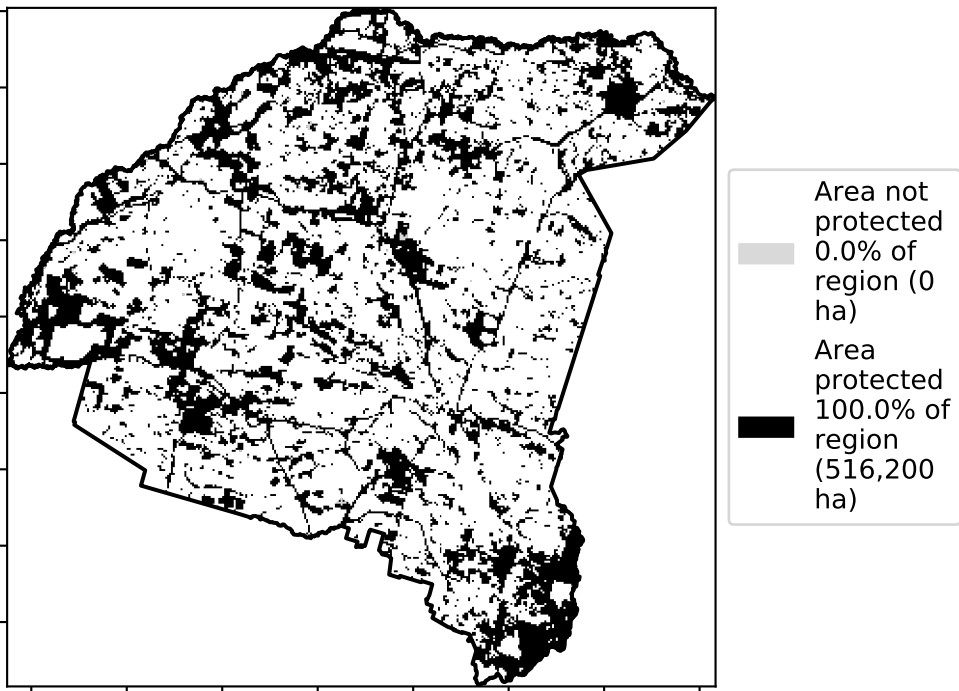 Area not
protected
0.0% of
region (0
ha)
Area
protected
100.0% of
region
(516,200
ha)